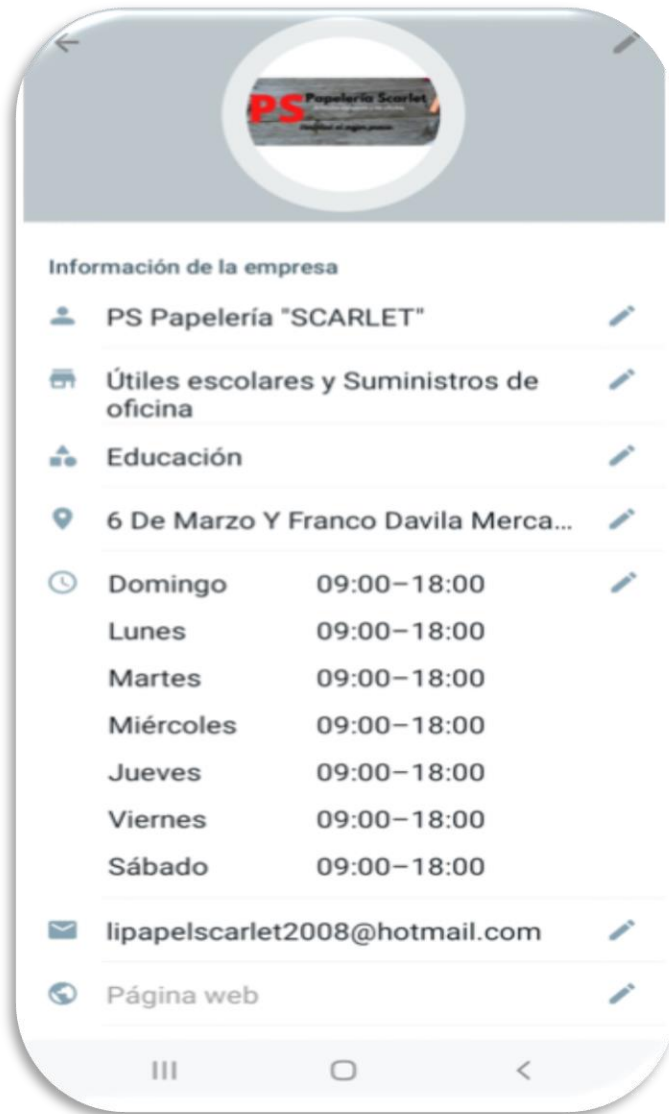 PS Papelería Scarlet
Información de la empresa
PS Papelería "SCARLET"
Útiles escolares y Suministros de
oficina
Educación
6 De Marzo Y Franco Davila Merca...
Domingo 09:00–18:00
Lunes 09:00–18:00
Martes 09:00–18:00
Miércoles 09:00–18:00
Jueves 09:00–18:00
Viernes 09:00–18:00
Sábado 09:00–18:00
lipapelscarlet2008@hotmail.com
Página web